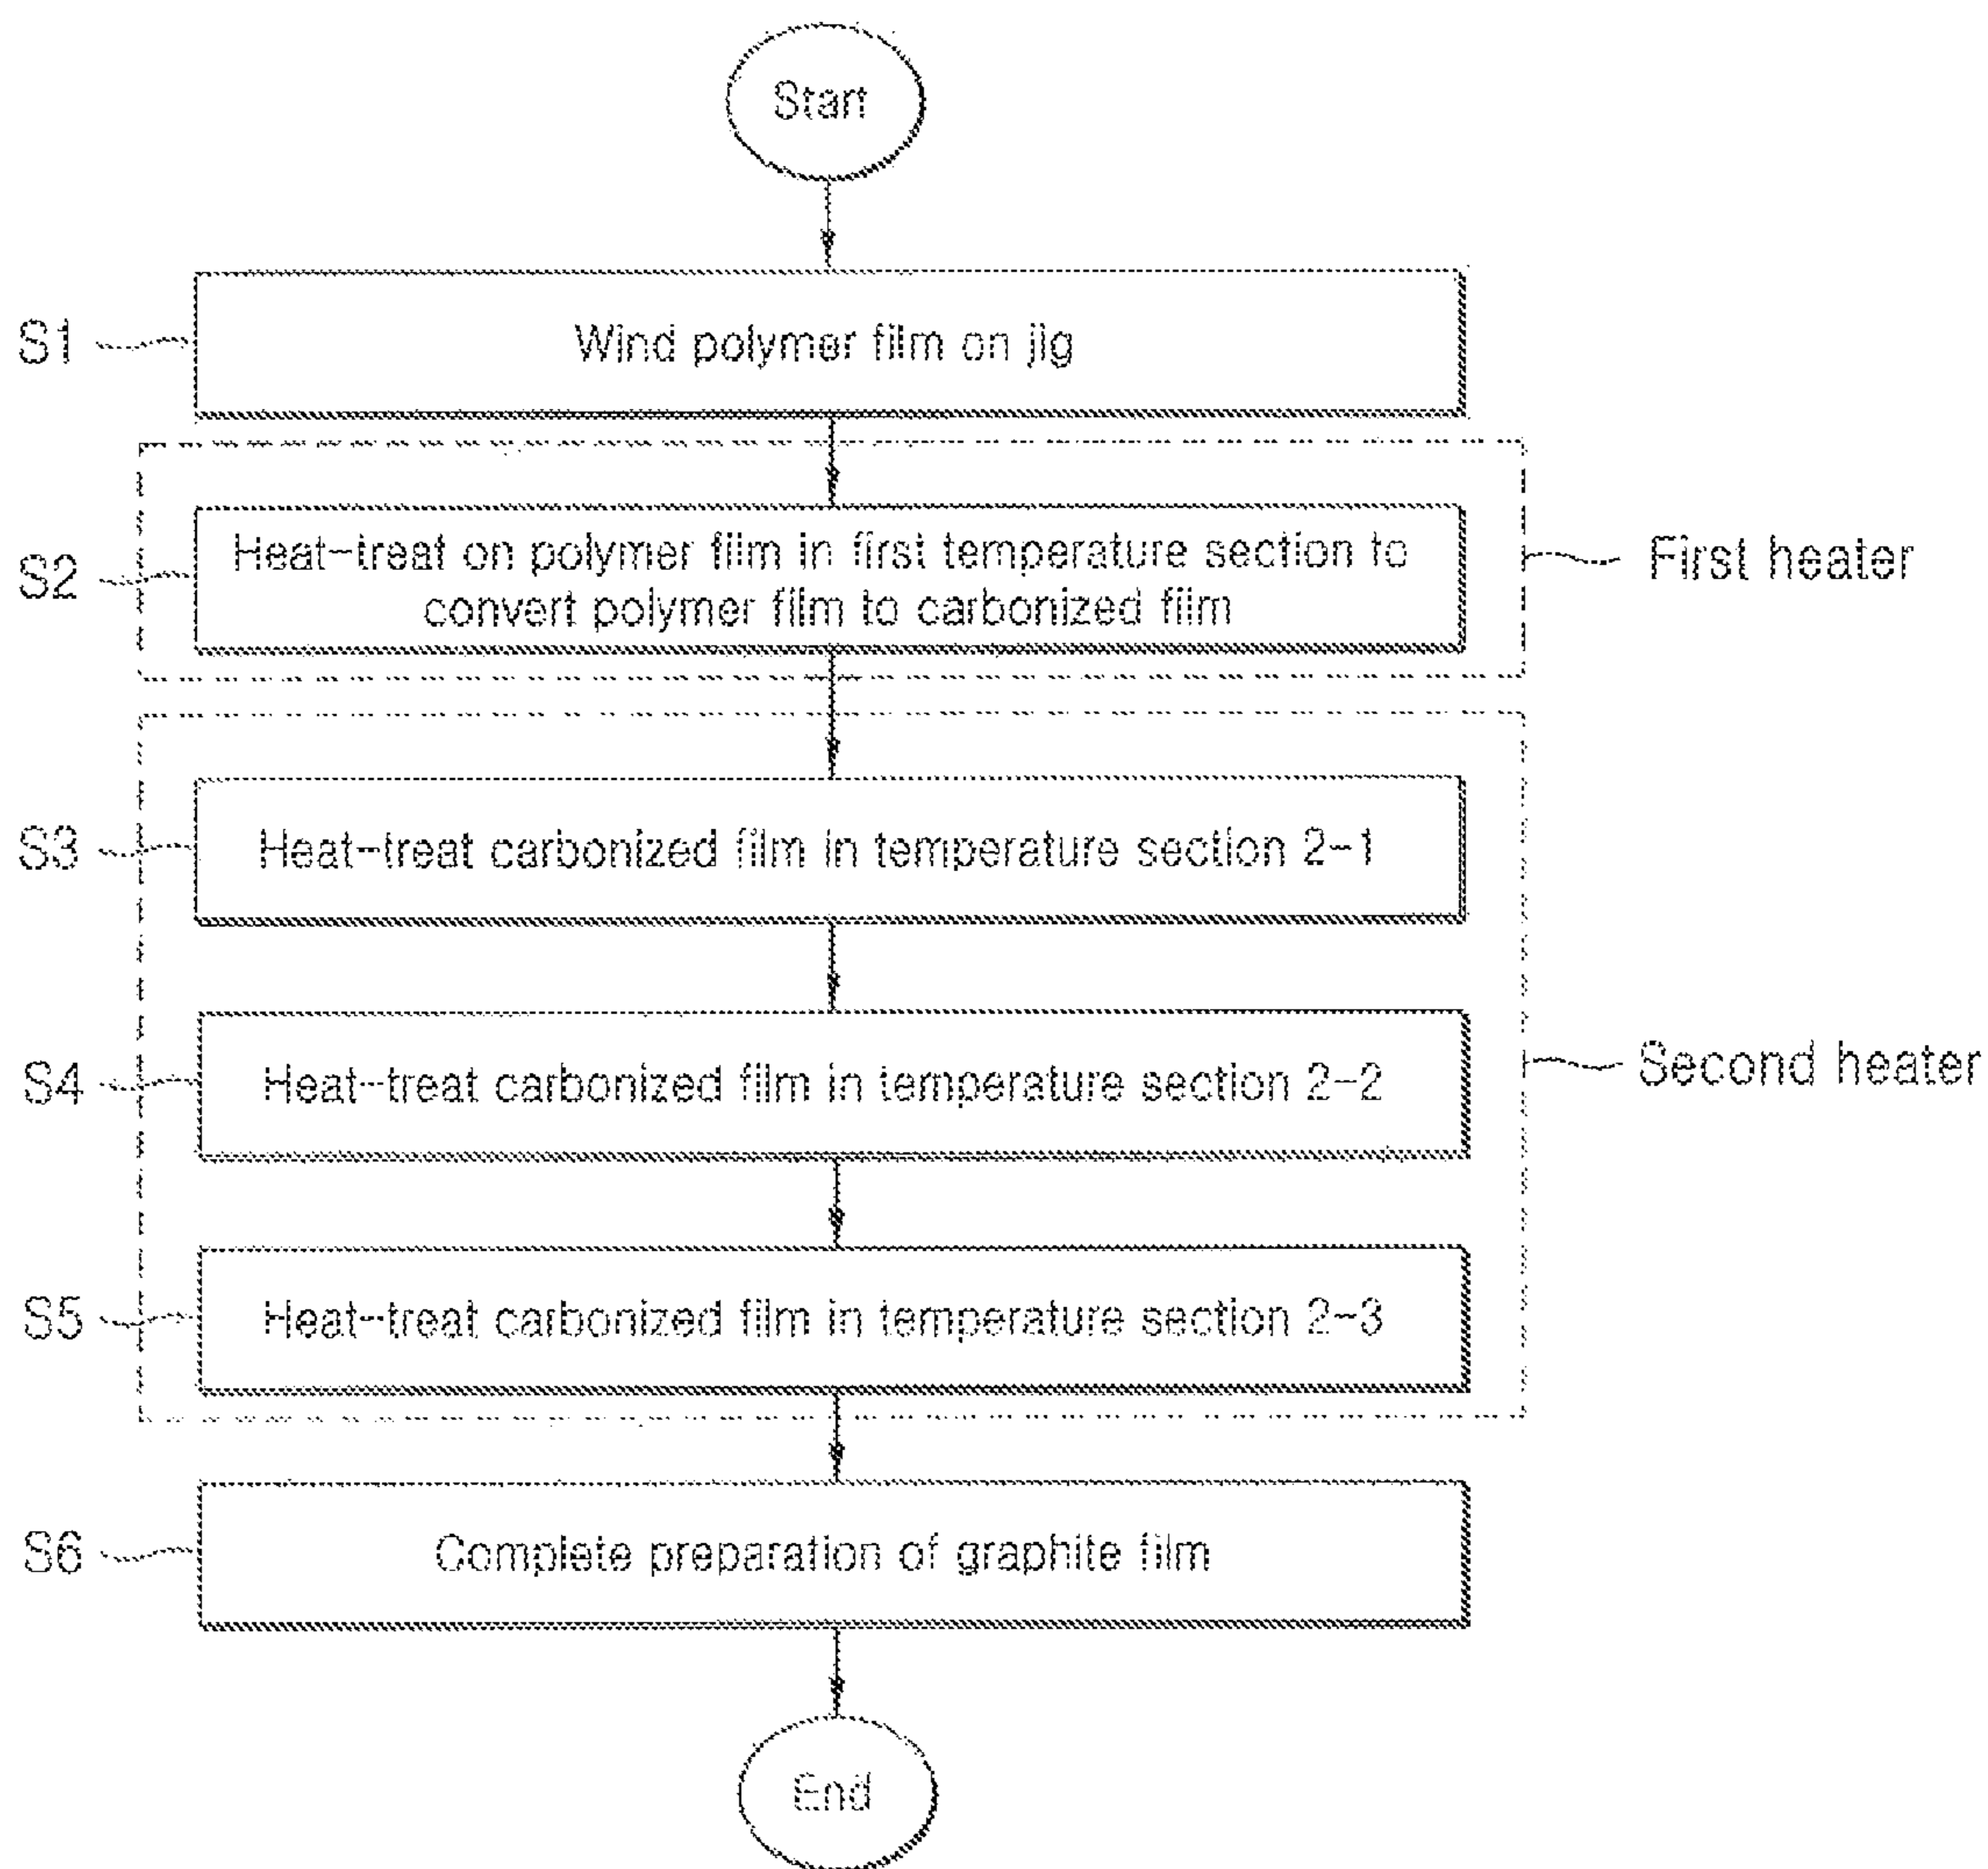 Start
S1
Wind polymer film on jig
S2
Heat-treat on polymer film in first temperature section to
convert polymer film to carbonized film
First heater
S3
Heat-treat carbonized film in temperature section 2-1
S4
Heat-treat carbonized film in temperature section 2-2
Second heater
S5
Heat-treat carbonized film in temperature section 2-3
S6
Complete preparation of graphite film
End